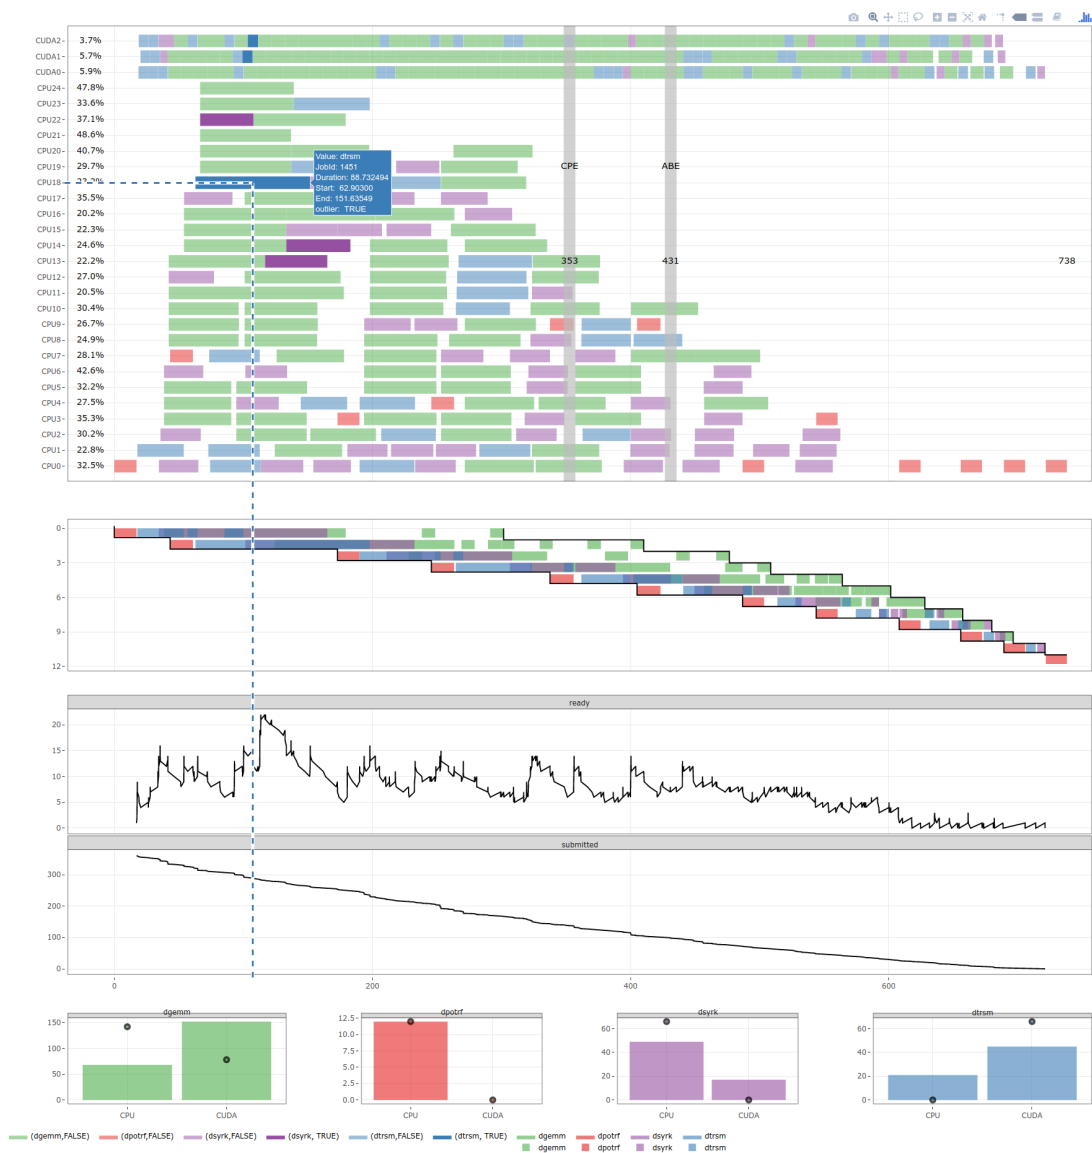 CUDA2 3.7%
CUDA1 5.7%
CUDA0 5.9%
CPU24 47.8%
CPU23 33.6%
CPU22 37.1%
CPU21 48.6%
CPU20 40.7%
CPU19 29.7% CPE ABE
CPU18
Value: dtrsm
JobId: 1451
Duration: 88.732494
Start: 62.90300
End: 151.63549
outlier: TRUE
CPU17 35.5%
CPU16 20.2%
CPU15 22.3%
CPU14 24.6%
CPU13 22.2% 353 431 738
CPU12 27.0%
CPU11 20.5%
CPU10 30.4%
CPU9 26.7%
CPU8 24.9%
CPU7 28.1%
CPU6 42.6%
CPU5 32.2%
CPU4 27.5%
CPU3 35.3%
CPU2 30.2%
CPU1 22.8%
CPU0 32.5%
0
3
6
9
12
ready
20
15
10
5
0
submitted
300
200
100
0
0 200 400 600
dgemm dpotrf dsyrk dtrsm
150
100
50
0
CPU CUDA
12.5
10.0
7.5
5.0
2.5
0.0
CPU CUDA
60
40
20
0
CPU CUDA
60
40
20
0
CPU CUDA
(dgemm,FALSE) (dpotrf,FALSE) (dsyrk,FALSE) (dsyrk, TRUE) (dtrsm,FALSE) (dtrsm, TRUE) dgemm dpotrf dsyrk dtrsm
dgemm dpotrf dsyrk dtrsm